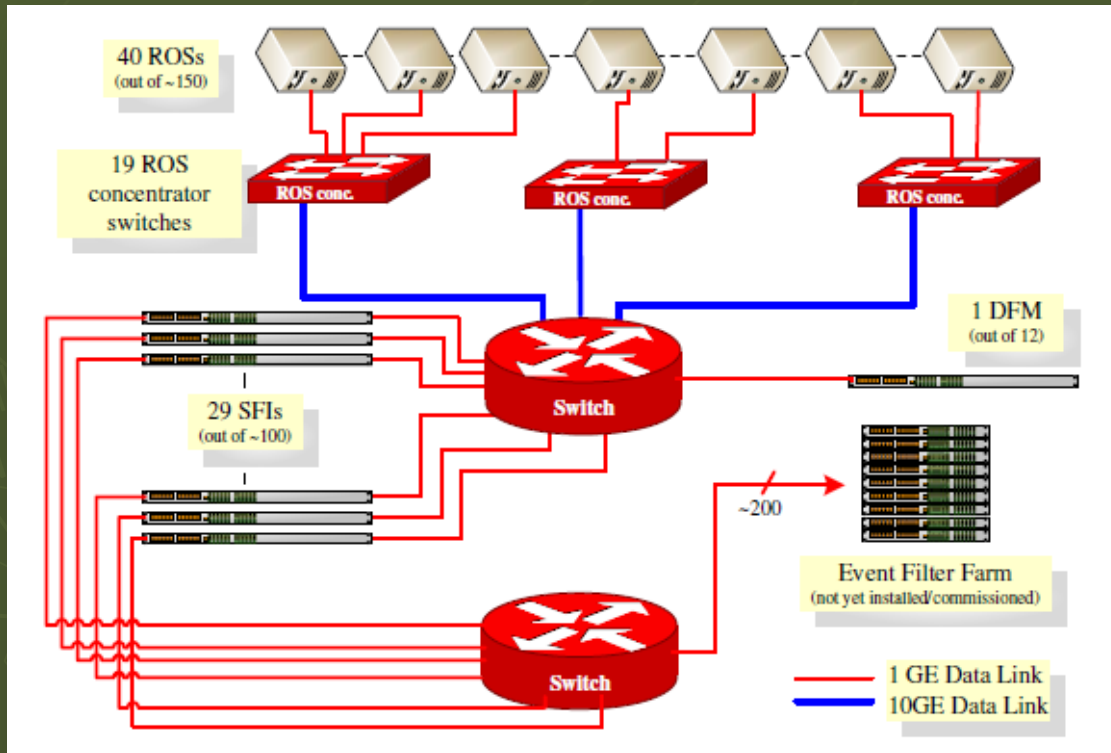 40 ROSs
(out of ~150)
19 ROS
concentrator
switches
ROS conc.
ROS conc.
ROS conc.
1 DFM
(out of 12)
Switch
29 SFIs
(out of ~100)
~200
Event Filter Farm
(not yet installed/commissioned)
Switch
1 GE Data Link
10GE Data Link